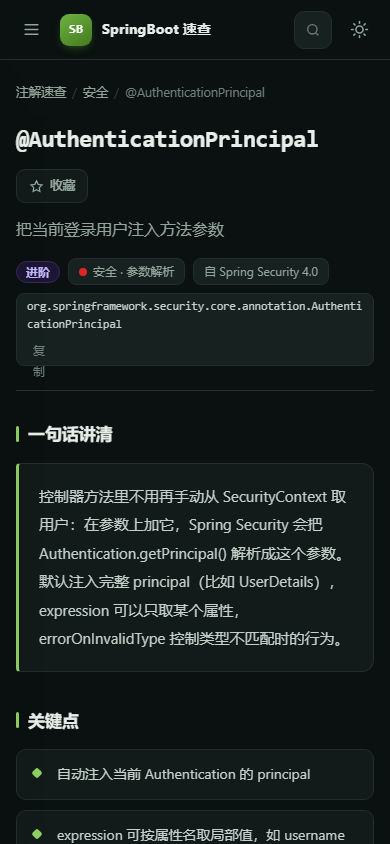 SB SpringBoot 速查
注解速查 / 安全 / @AuthenticationPrincipal
@AuthenticationPrincipal
收藏
把当前登录用户注入方法参数
进阶 安全 · 参数解析 自 Spring Security 4.0
org.springframework.security.core.annotation.Authenti
cationPrincipal
复
制
一句话讲清
控制器方法里不用再手动从 SecurityContext 取
用户：在参数上加它，Spring Security 会把
Authentication.getPrincipal() 解析成这个参数。
默认注入完整 principal（比如 UserDetails），
expression 可以只取某个属性，
errorOnInvalidType 控制类型不匹配时的行为。
关键点
自动注入当前 Authentication 的 principal
expression 可按属性名取局部值，如 username